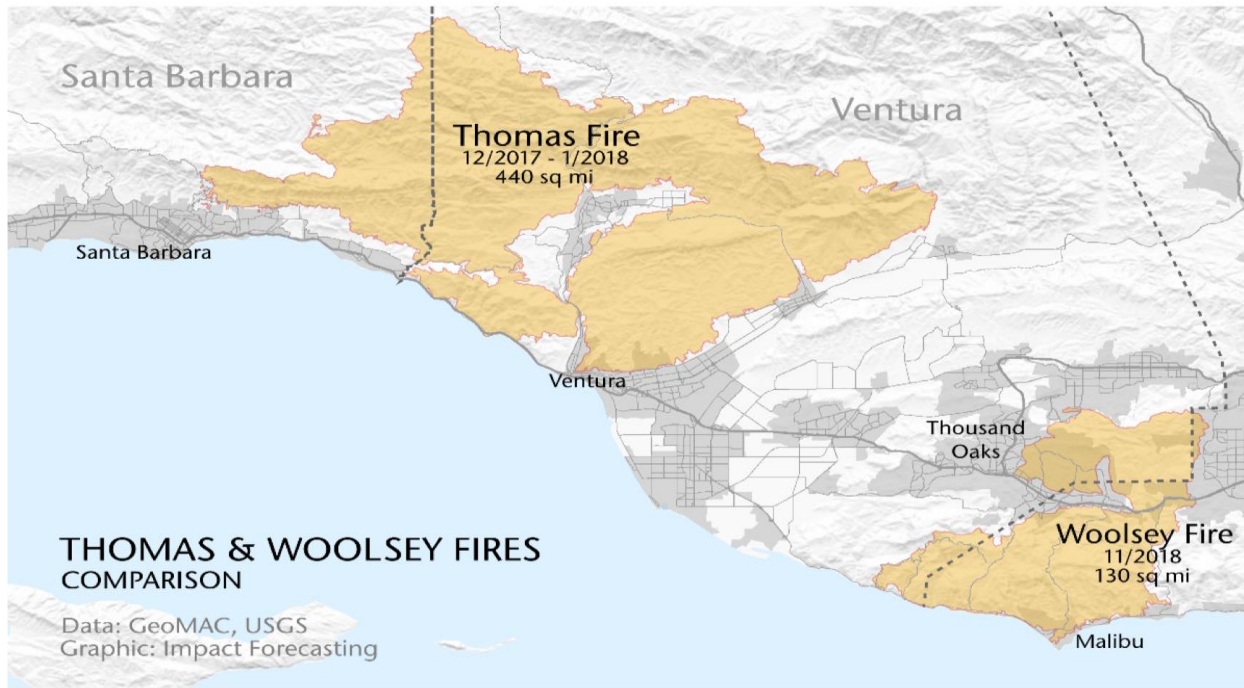 Santa Barbara
Ventura
Thomas Fire
12/2017 - 1/2018
440 sq mi
Santa Barbara
Ventura
Thousand
Oaks
Woolsey Fire
11/2018
130 sq mi
Malibu
THOMAS & WOOLSEY FIRES
COMPARISON
Data: GeoMAC, USGS
Graphic: Impact Forecasting